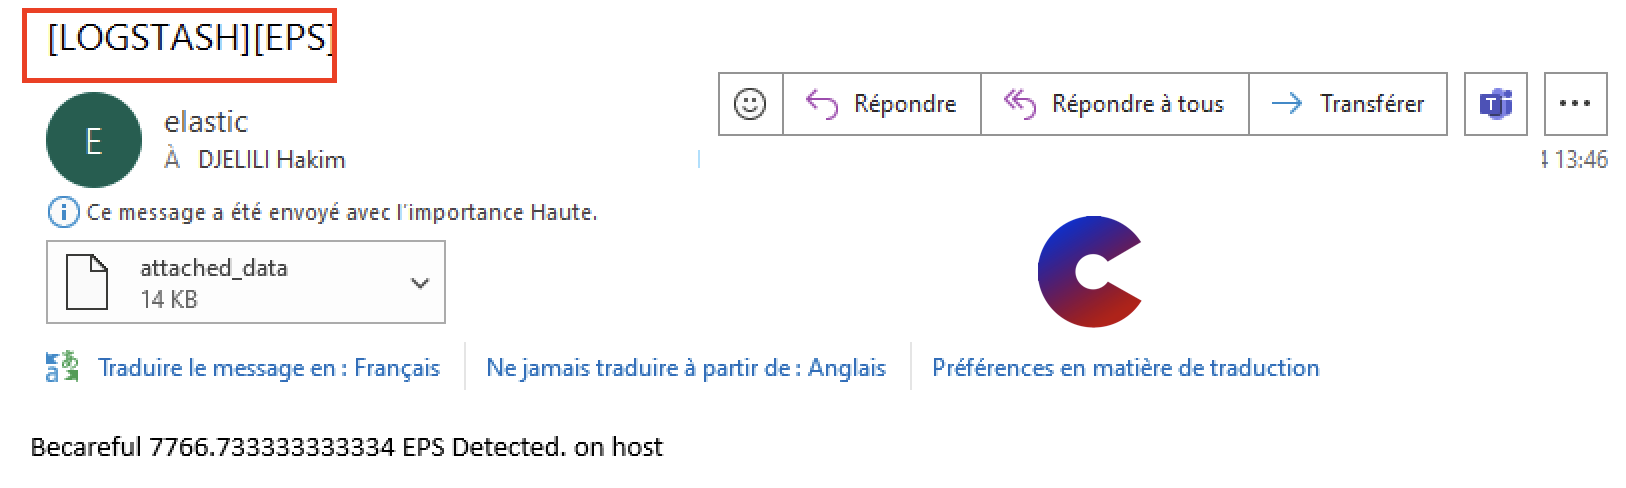 [LOGSTASH][EPS]
Répondre
Répondre à tous
Transférer
E
elastic
À DJELILI Hakim
4 13:46
Ce message a été envoyé avec l'importance Haute.
attached_data
14 KB
Traduire le message en : Français
Ne jamais traduire à partir de : Anglais
Préférences en matière de traduction
Becareful 7766.733333333334 EPS Detected. on host